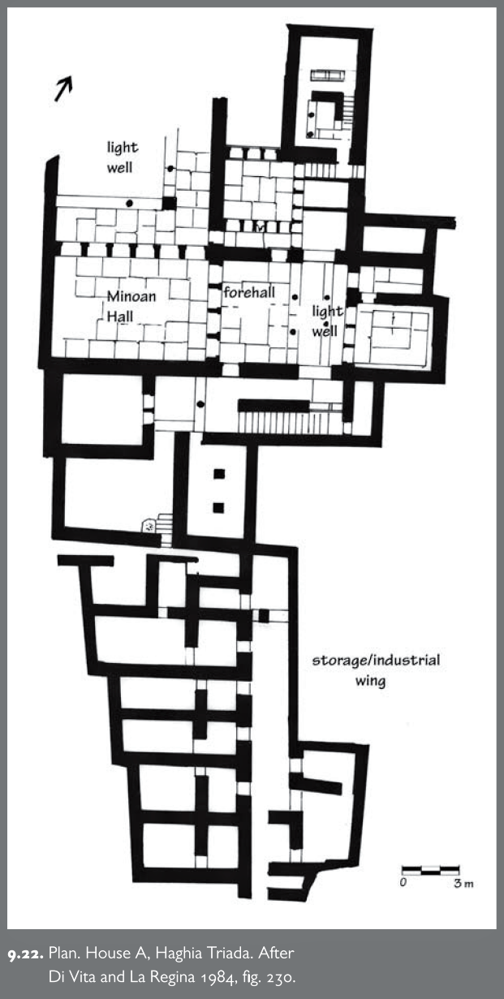 light
well
Minoan
Hall
forehall
light
well
storage/industrial
wing
0 3 m
9.22. Plan. House A, Haghia Triada. After
Di Vita and La Regina 1984, fig. 230.